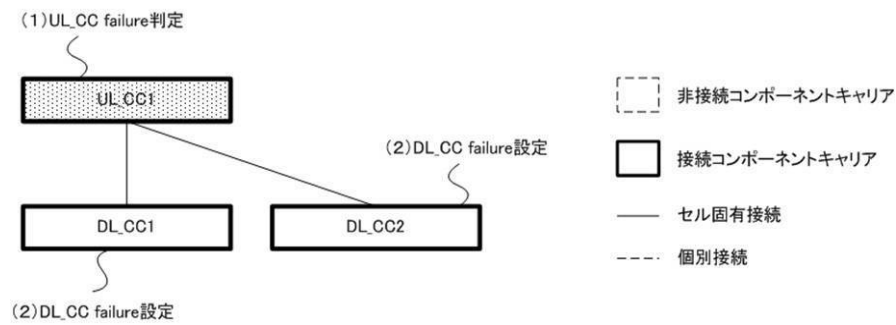 (1)UL_CC failure判定
UL_CC1
(2)DL_CC failure設定
DL_CC1
DL_CC2
(2)DL_CC failure設定
非接続コンポーネントキャリア
接続コンポーネントキャリア
セル固有接続
個別接続